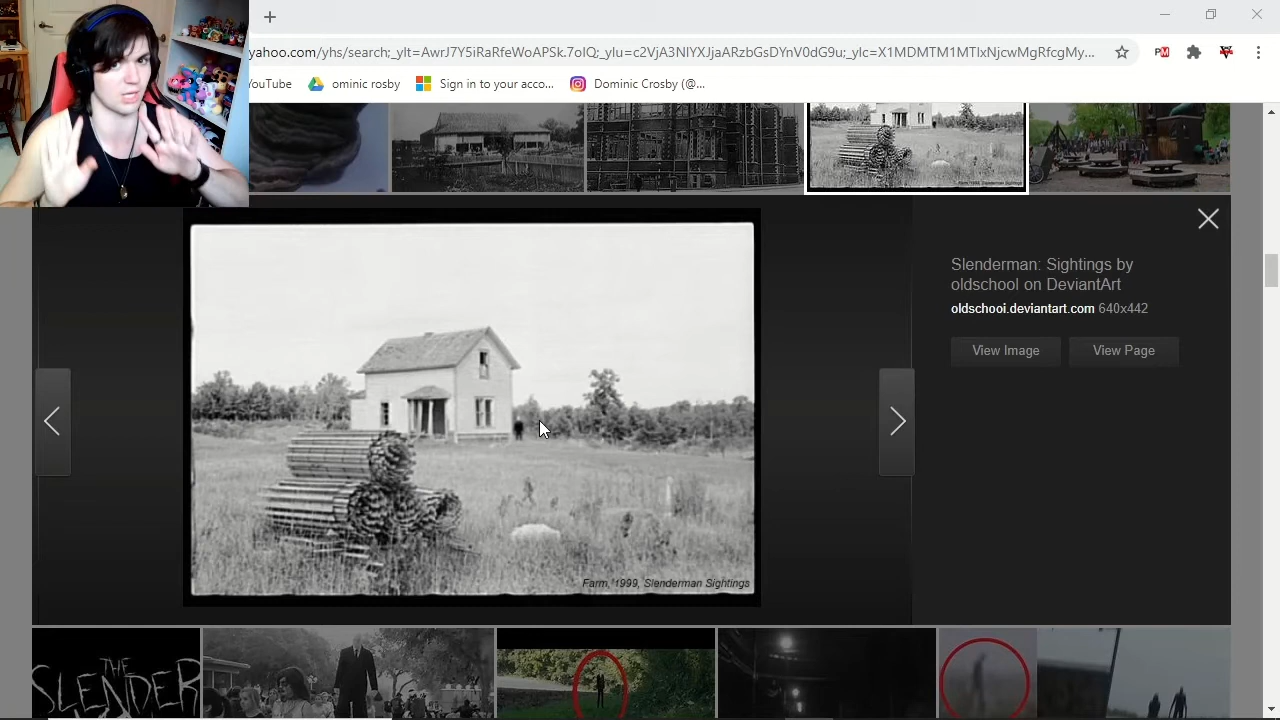 yahoo.com/yhs/search;_ylt=AwrJ7Y5iRaRfeWoAPSk.7olQ;_ylu=c2VjA3NlYXJjaARzbGsDYnV0dG9u;_ylc=X1MDMTM1MTIxNjcwMgRfcgMy...
PM
YouTube
ominic rosby
Sign in to your acco...
Dominic Crosby (@...
Slenderman: Sightings by
oldschool on DeviantArt
oldschooi.deviantart.com 640x442
View Image
View Page
Farm, 1999, Slenderman Sightings
THE
SLENDER